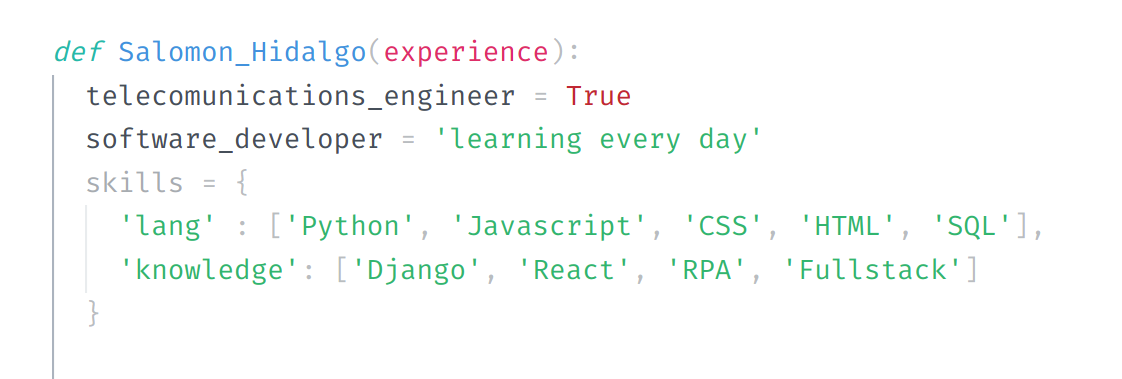 def Salomon_Hidalgo(experience):
telecomunications_engineer = True
software_developer = 'learning every day'
skills = {
'lang' : ['Python', 'Javascript', 'CSS', 'HTML', 'SQL'],
'knowledge': ['Django', 'React', 'RPA', 'Fullstack']
}